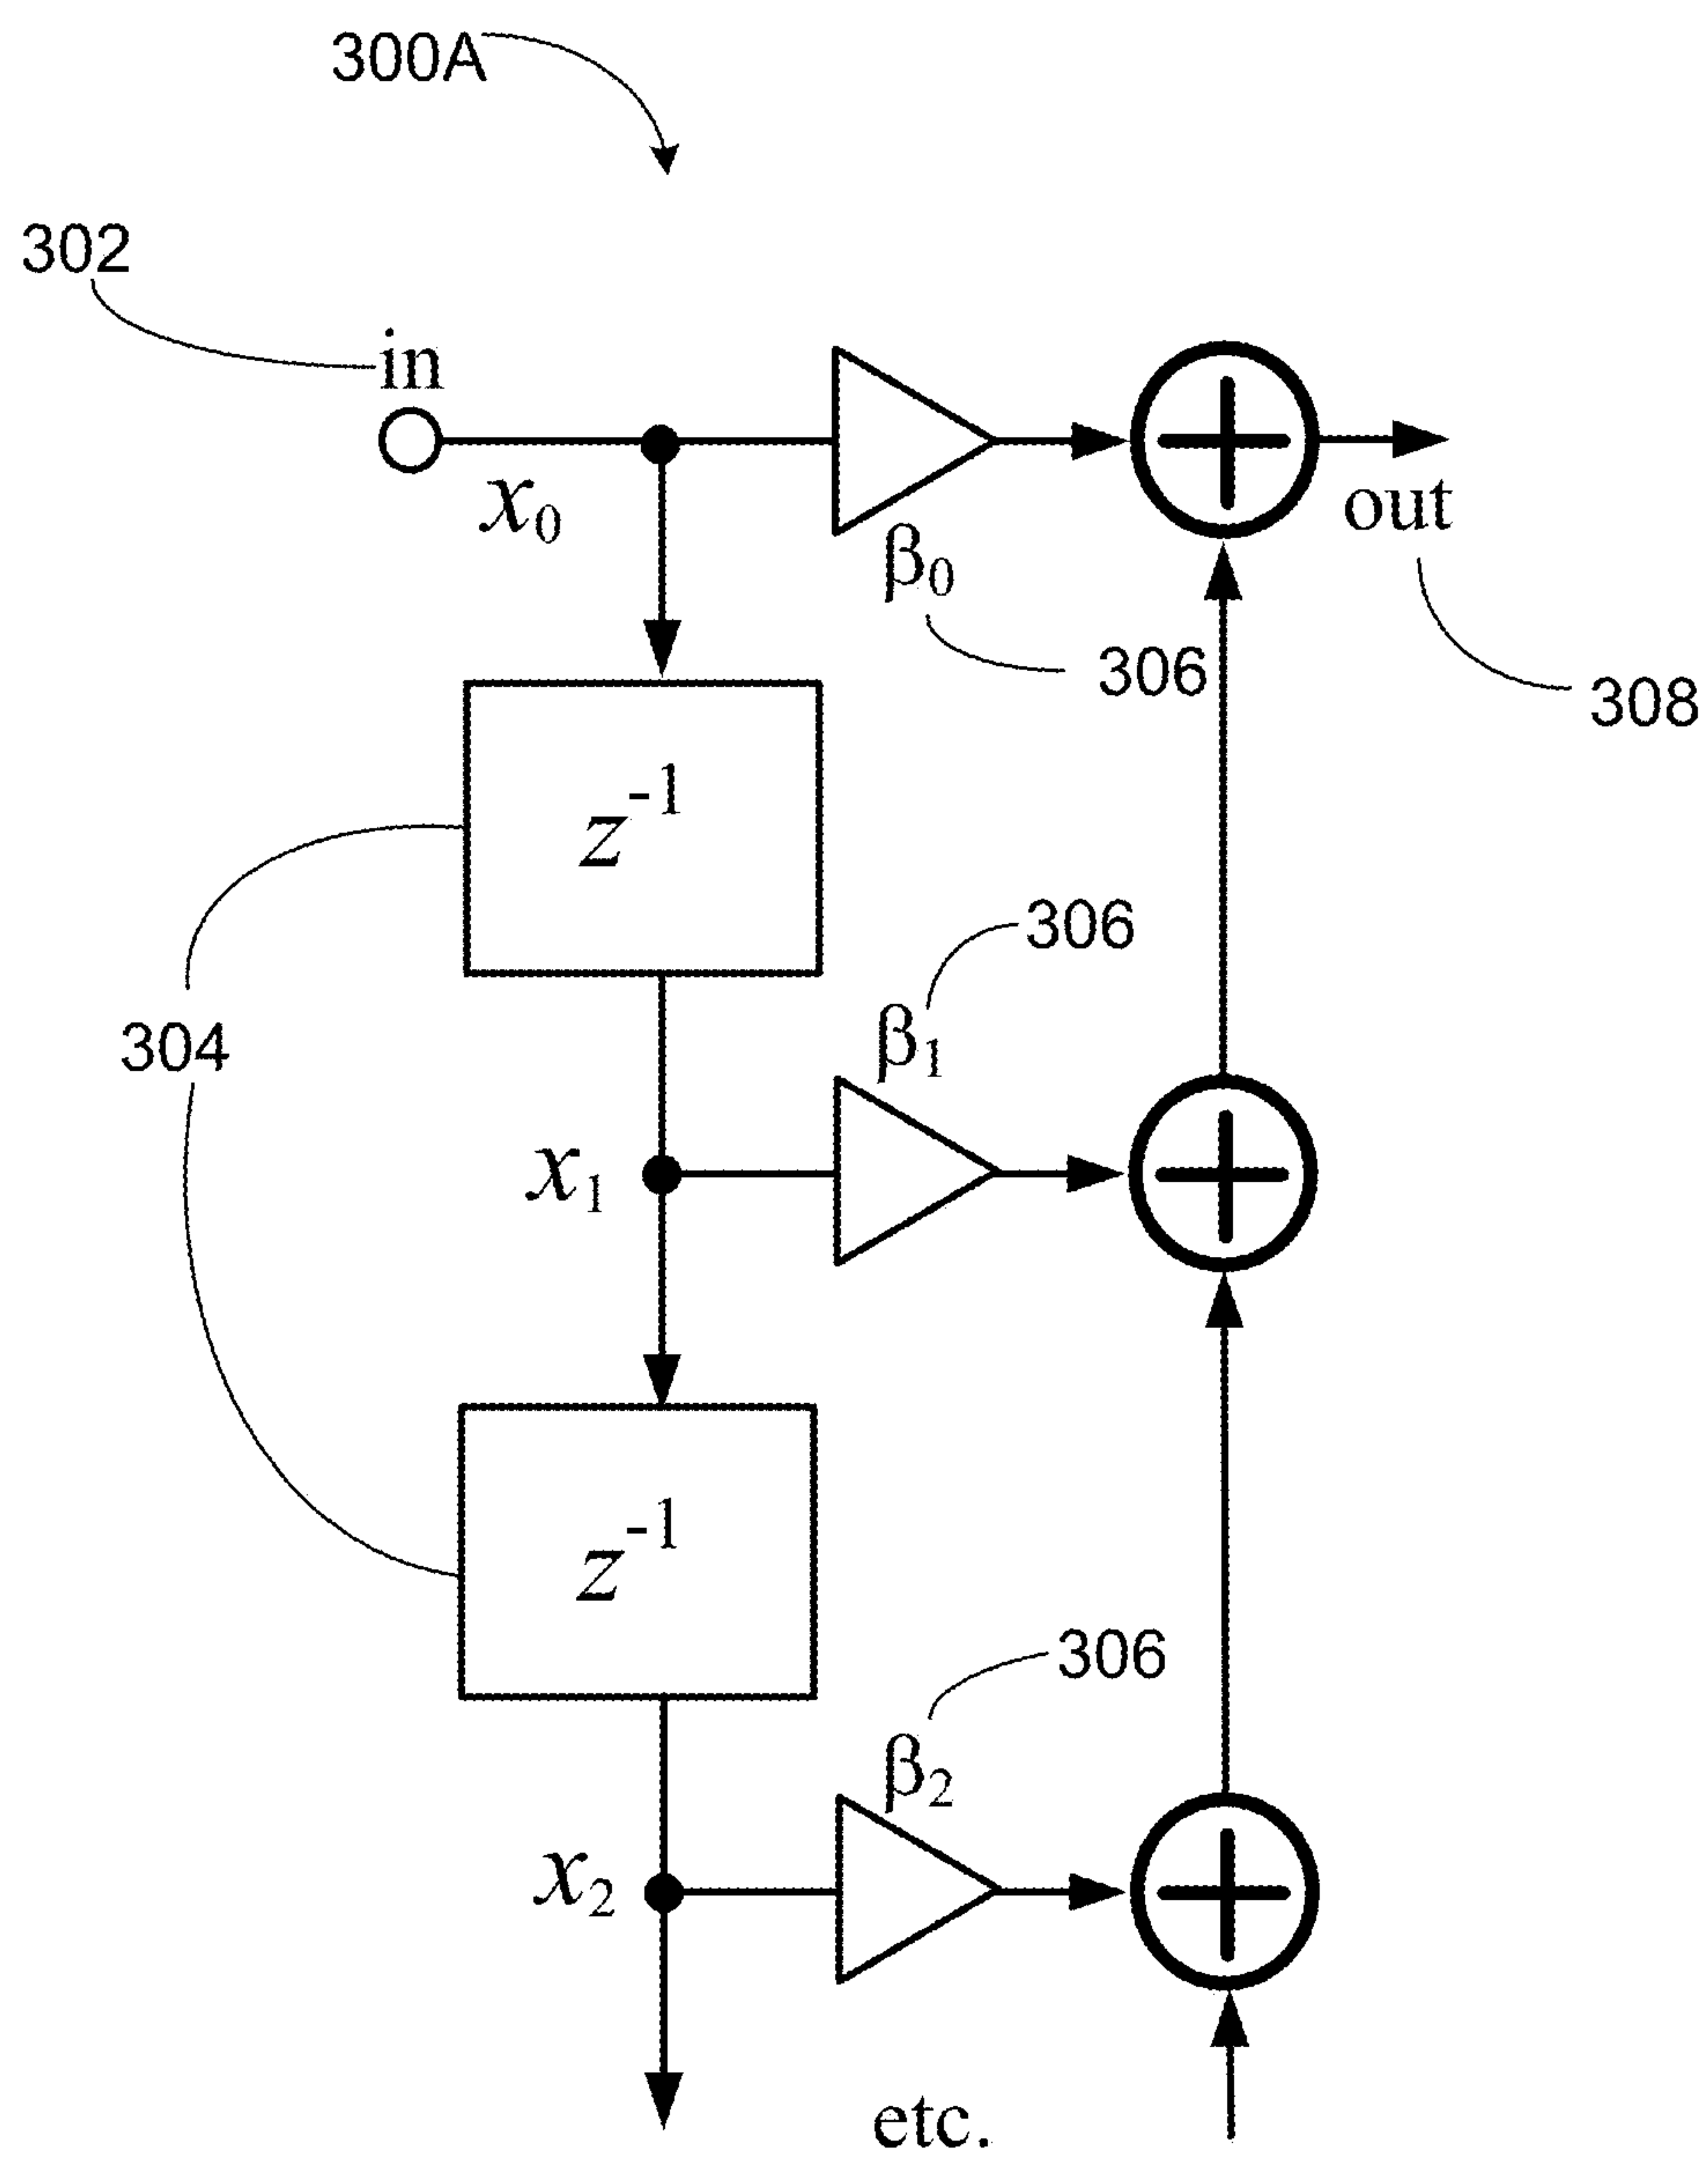 300A
302
in
x₀
β₀
out
306
308
z⁻¹
306
β₁
304
x₁
z⁻¹
306
β₂
x₂
etc.